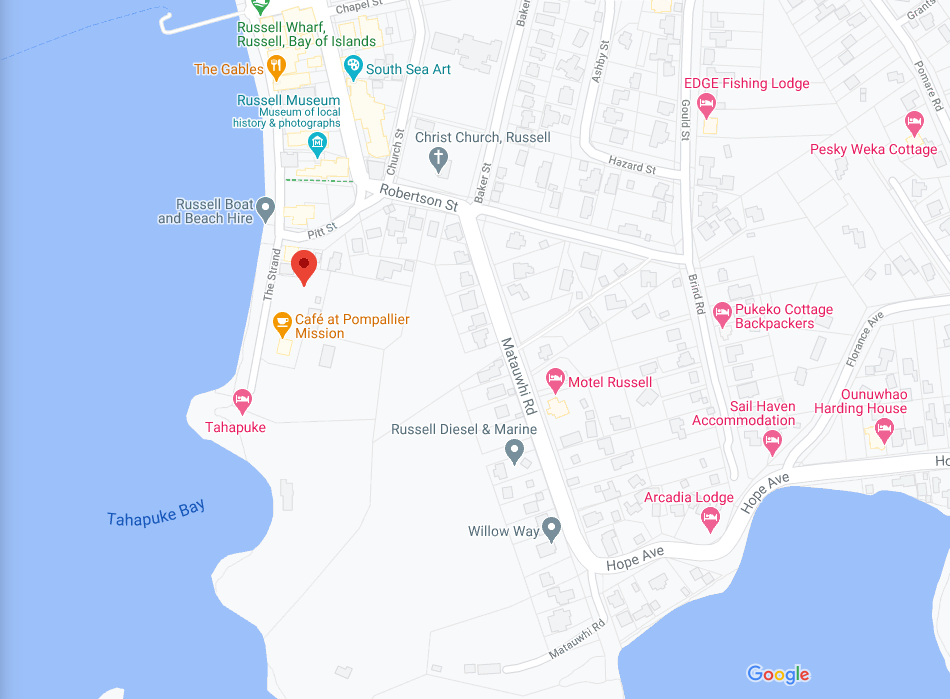 Chapel St
Russell Wharf,
Russell, Bay of Islands
The Gables
South Sea Art
Russell Museum
Museum of local
history & photographs
Baker
Ashby St
Grants
Pomare Rd
EDGE Fishing Lodge
Gould St
Pesky Weka Cottage
Church St
Christ Church, Russell
Baker St
Hazard St
Robertson St
Russell Boat
and Beach Hire
Pitt St
The Strand
Café at Pompallier
Mission
Brind Rd
Pukeko Cottage
Backpackers
Florance Ave
Matauwhi Rd
Motel Russell
Ounuwhao
Harding House
Sail Haven
Accommodation
Tahapuke
Russell Diesel & Marine
Ho
Hope Ave
Arcadia Lodge
Tahapuke Bay
Willow Way
Hope Ave
Matauwhi Rd
Google